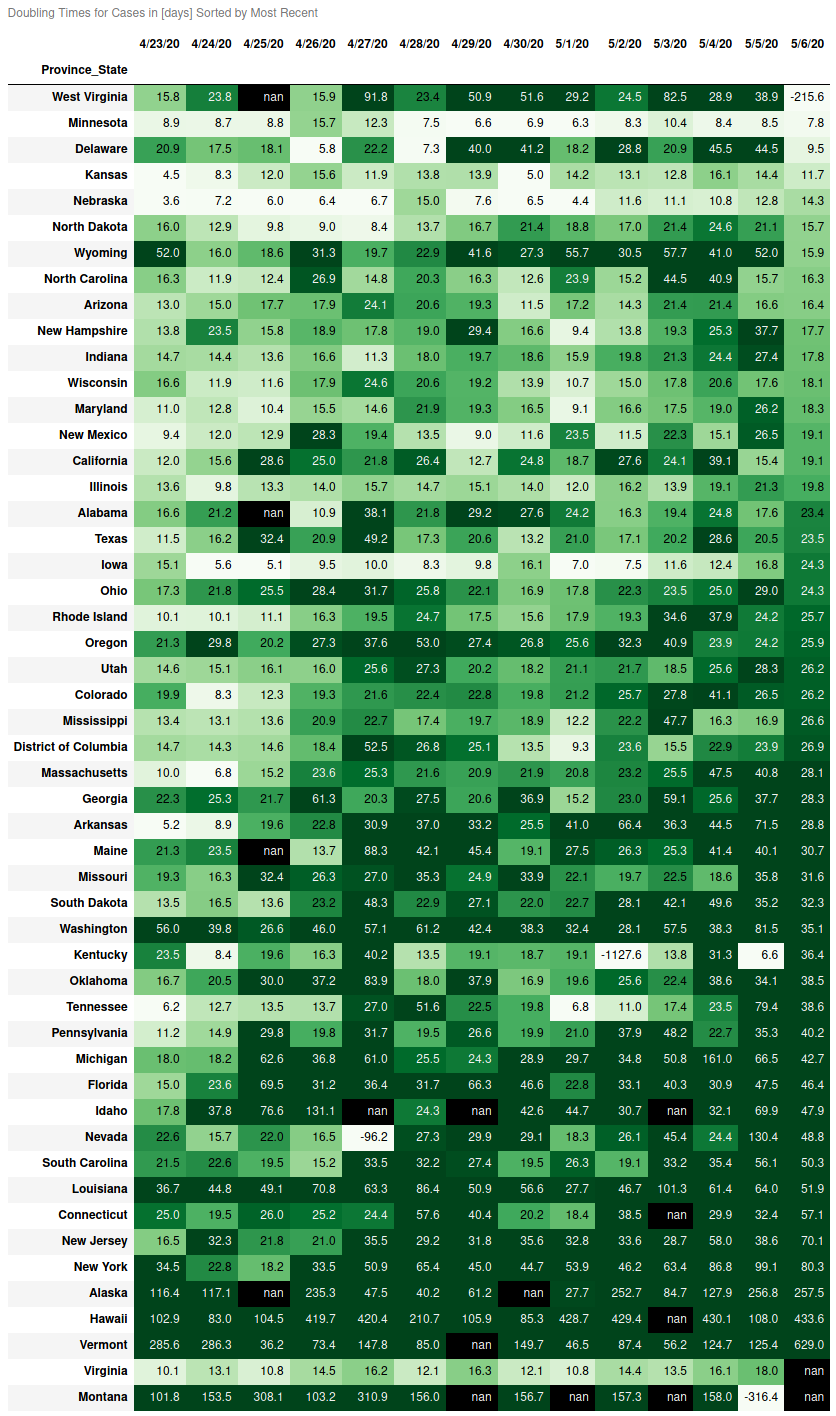 Doubling Times for Cases in [days] Sorted by Most Recent
4/23/20 4/24/20 4/25/20 4/26/20 4/27/20 4/28/20 4/29/20 4/30/20 5/1/20 5/2/20 5/3/20 5/4/20 5/5/20 5/6/20
Province_State
West Virginia 15.8 23.8 nan 15.9 91.8 23.4 50.9 51.6 29.2 24.5 82.5 28.9 38.9 -215.6
Minnesota 8.9 8.7 8.8 15.7 12.3 7.5 6.6 6.9 6.3 8.3 10.4 8.4 8.5 7.8
Delaware 20.9 17.5 18.1 5.8 22.2 7.3 40.0 41.2 18.2 28.8 20.9 45.5 44.5 9.5
Kansas 4.5 8.3 12.0 15.6 11.9 13.8 13.9 5.0 14.2 13.1 12.8 16.1 14.4 11.7
Nebraska 3.6 7.2 6.0 6.4 6.7 15.0 7.6 6.5 4.4 11.6 11.1 10.8 12.8 14.3
North Dakota 16.0 12.9 9.8 9.0 8.4 13.7 16.7 21.4 18.8 17.0 21.4 24.6 21.1 15.7
Wyoming 52.0 16.0 18.6 31.3 19.7 22.9 41.6 27.3 55.7 30.5 57.7 41.0 52.0 15.9
North Carolina 16.3 11.9 12.4 26.9 14.8 20.3 16.3 12.6 23.9 15.2 44.5 40.9 15.7 16.3
Arizona 13.0 15.0 17.7 17.9 24.1 20.6 19.3 11.5 17.2 14.3 21.4 21.4 16.6 16.4
New Hampshire 13.8 23.5 15.8 18.9 17.8 19.0 29.4 16.6 9.4 13.8 19.3 25.3 37.7 17.7
Indiana 14.7 14.4 13.6 16.6 11.3 18.0 19.7 18.6 15.9 19.8 21.3 24.4 27.4 17.8
Wisconsin 16.6 11.9 11.6 17.9 24.6 20.6 19.2 13.9 10.7 15.0 17.8 20.6 17.6 18.1
Maryland 11.0 12.8 10.4 15.5 14.6 21.9 19.3 16.5 9.1 16.6 17.5 19.0 26.2 18.3
New Mexico 9.4 12.0 12.9 28.3 19.4 13.5 9.0 11.6 23.5 11.5 22.3 15.1 26.5 19.1
California 12.0 15.6 28.6 25.0 21.8 26.4 12.7 24.8 18.7 27.6 24.1 39.1 15.4 19.1
Illinois 13.6 9.8 13.3 14.0 15.7 14.7 15.1 14.0 12.0 16.2 13.9 19.1 21.3 19.8
Alabama 16.6 21.2 nan 10.9 38.1 21.8 29.2 27.6 24.2 16.3 19.4 24.8 17.6 23.4
Texas 11.5 16.2 32.4 20.9 49.2 17.3 20.6 13.2 21.0 17.1 20.2 28.6 20.5 23.5
Iowa 15.1 5.6 5.1 9.5 10.0 8.3 9.8 16.1 7.0 7.5 11.6 12.4 16.8 24.3
Ohio 17.3 21.8 25.5 28.4 31.7 25.8 22.1 16.9 17.8 22.3 23.5 25.0 29.0 24.3
Rhode Island 10.1 10.1 11.1 16.3 19.5 24.7 17.5 15.6 17.9 19.3 34.6 37.9 24.2 25.7
Oregon 21.3 29.8 20.2 27.3 37.6 53.0 27.4 26.8 25.6 32.3 40.9 23.9 24.2 25.9
Utah 14.6 15.1 16.1 16.0 25.6 27.3 20.2 18.2 21.1 21.7 18.5 25.6 28.3 26.2
Colorado 19.9 8.3 12.3 19.3 21.6 22.4 22.8 19.8 21.2 25.7 27.8 41.1 26.5 26.2
Mississippi 13.4 13.1 13.6 20.9 22.7 17.4 19.7 18.9 12.2 22.2 47.7 16.3 16.9 26.6
District of Columbia 14.7 14.3 14.6 18.4 52.5 26.8 25.1 13.5 9.3 23.6 15.5 22.9 23.9 26.9
Massachusetts 10.0 6.8 15.2 23.6 25.3 21.6 20.9 21.9 20.8 23.2 25.5 47.5 40.8 28.1
Georgia 22.3 25.3 21.7 61.3 20.3 27.5 20.6 36.9 15.2 23.0 59.1 25.6 37.7 28.3
Arkansas 5.2 8.9 19.6 22.8 30.9 37.0 33.2 25.5 41.0 66.4 36.3 44.5 71.5 28.8
Maine 21.3 23.5 nan 13.7 88.3 42.1 45.4 19.1 27.5 26.3 25.3 41.4 40.1 30.7
Missouri 19.3 16.3 32.4 26.3 27.0 35.3 24.9 33.9 22.1 19.7 22.5 18.6 35.8 31.6
South Dakota 13.5 16.5 13.6 23.2 48.3 22.9 27.1 22.0 22.7 28.1 42.1 49.6 35.2 32.3
Washington 56.0 39.8 26.6 46.0 57.1 61.2 42.4 38.3 32.4 28.1 57.5 38.3 81.5 35.1
Kentucky 23.5 8.4 19.6 16.3 40.2 13.5 19.1 18.7 19.1 -1127.6 13.8 31.3 6.6 36.4
Oklahoma 16.7 20.5 30.0 37.2 83.9 18.0 37.9 16.9 19.6 25.6 22.4 38.6 34.1 38.5
Tennessee 6.2 12.7 13.5 13.7 27.0 51.6 22.5 19.8 6.8 11.0 17.4 23.5 79.4 38.6
Pennsylvania 11.2 14.9 29.8 19.8 31.7 19.5 26.6 19.9 21.0 37.9 48.2 22.7 35.3 40.2
Michigan 18.0 18.2 62.6 36.8 61.0 25.5 24.3 28.9 29.7 34.8 50.8 161.0 66.5 42.7
Florida 15.0 23.6 69.5 31.2 36.4 31.7 66.3 46.6 22.8 33.1 40.3 30.9 47.5 46.4
Idaho 17.8 37.8 76.6 131.1 nan 24.3 nan 42.6 44.7 30.7 nan 32.1 69.9 47.9
Nevada 22.6 15.7 22.0 16.5 -96.2 27.3 29.9 29.1 18.3 26.1 45.4 24.4 130.4 48.8
South Carolina 21.5 22.6 19.5 15.2 33.5 32.2 27.4 19.5 26.3 19.1 33.2 35.4 56.1 50.3
Louisiana 36.7 44.8 49.1 70.8 63.3 86.4 50.9 56.6 27.7 46.7 101.3 61.4 64.0 51.9
Connecticut 25.0 19.5 26.0 25.2 24.4 57.6 40.4 20.2 18.4 38.5 nan 29.9 32.4 57.1
New Jersey 16.5 32.3 21.8 21.0 35.5 29.2 31.8 35.6 32.8 33.6 28.7 58.0 38.6 70.1
New York 34.5 22.8 18.2 33.5 50.9 65.4 45.0 44.7 53.9 46.2 63.4 86.8 99.1 80.3
Alaska 116.4 117.1 nan 235.3 47.5 40.2 61.2 nan 27.7 252.7 84.7 127.9 256.8 257.5
Hawaii 102.9 83.0 104.5 419.7 420.4 210.7 105.9 85.3 428.7 429.4 nan 430.1 108.0 433.6
Vermont 285.6 286.3 36.2 73.4 147.8 85.0 nan 149.7 46.5 87.4 56.2 124.7 125.4 629.0
Virginia 10.1 13.1 10.8 14.5 16.2 12.1 16.3 12.1 10.8 14.4 13.5 16.1 18.0 nan
Montana 101.8 153.5 308.1 103.2 310.9 156.0 nan 156.7 nan 157.3 nan 158.0 -316.4 nan